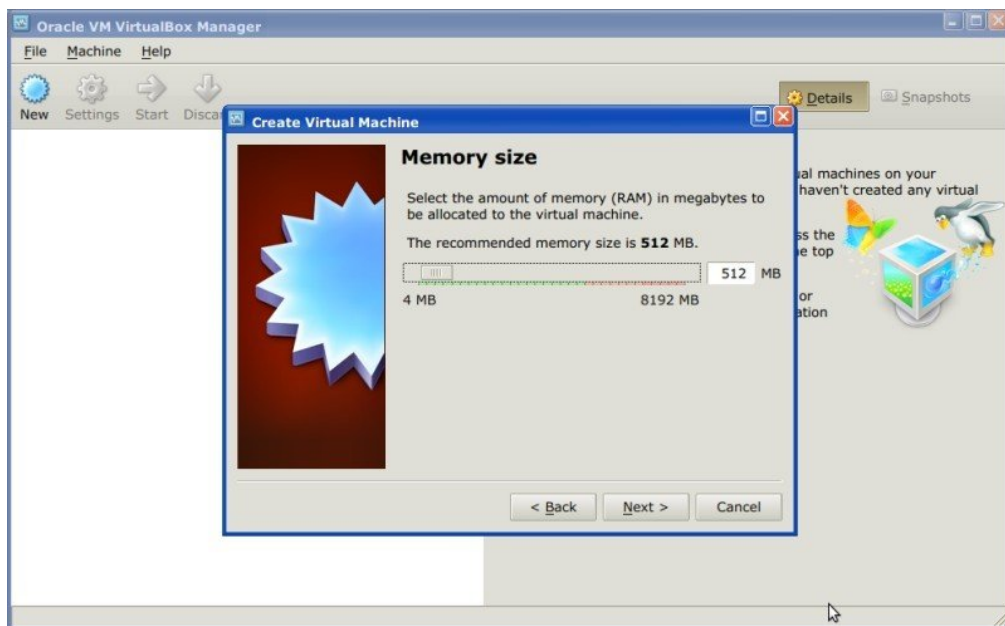 Oracle VM VirtualBox Manager
File Machine Help
New Settings Start Disca
Details Snapshots
Create Virtual Machine
Memory size
Select the amount of memory (RAM) in megabytes to
be allocated to the virtual machine.
The recommended memory size is 512 MB.
512 MB
4 MB 8192 MB
< Back Next > Cancel
ual machines on your
haven't created any virtual
ss the
e top
or
ation